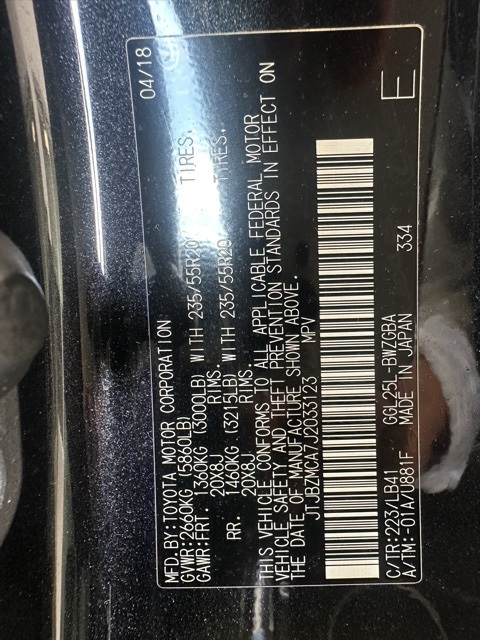 MFD.BY:TOYOTA MOTOR CORPORATION 04/18
GVWR:2660KG (5860LB)
GAWR:FRT. 1360KG (3000LB) WITH 235/55R20 TIRES.
20X8J RIMS.
RR. 1460KG (3215LB) WITH 235/55R20 TIRES.
20X8J RIMS.
THIS VEHICLE CONFORMS TO ALL APPLICABLE FEDERAL MOTOR
VEHICLE SAFETY AND THEFT PREVENTION STANDARDS IN EFFECT ON
THE DATE OF MANUFACTURE SHOWN ABOVE.
JTJBZMCA7J2033123 MPV
C/TR:223/LB41 GGL25L-BWZGBA 334
A/TM:-01A/U881F MADE IN JAPAN
E